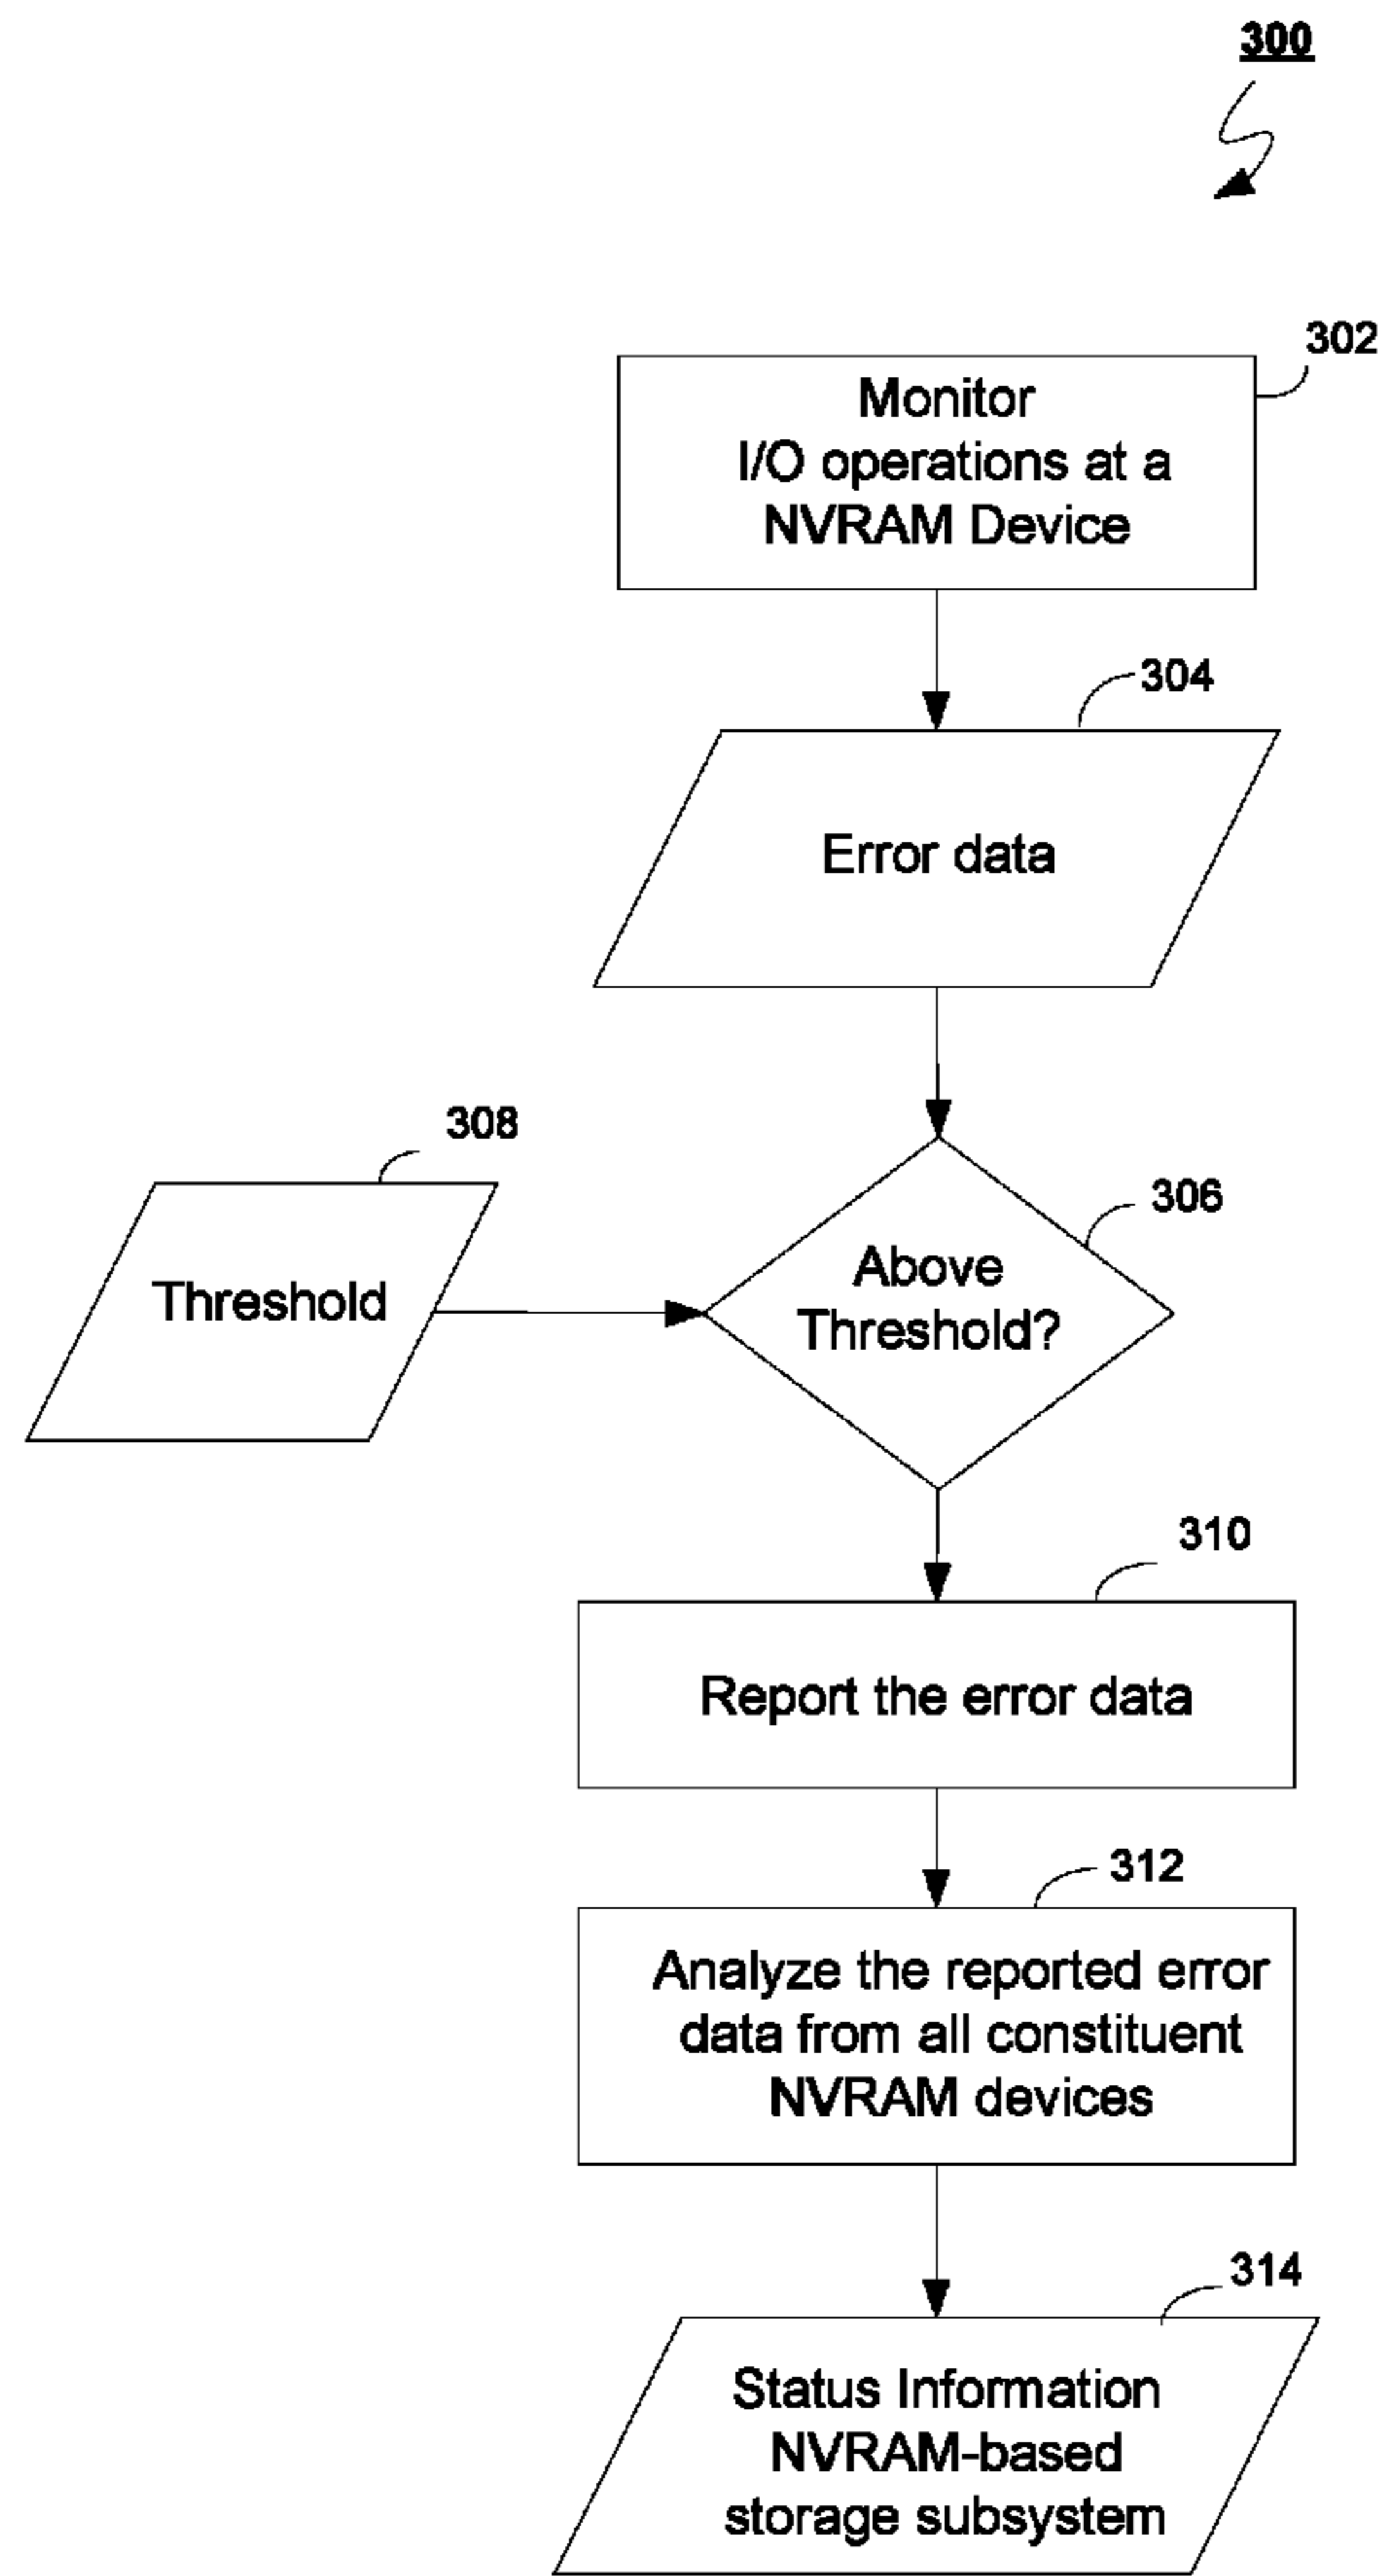 300
302
Monitor
I/O operations at a
NVRAM Device
304
Error data
308
Threshold
306
Above
Threshold?
310
Report the error data
312
Analyze the reported error
data from all constituent
NVRAM devices
314
Status Information
NVRAM-based
storage subsystem